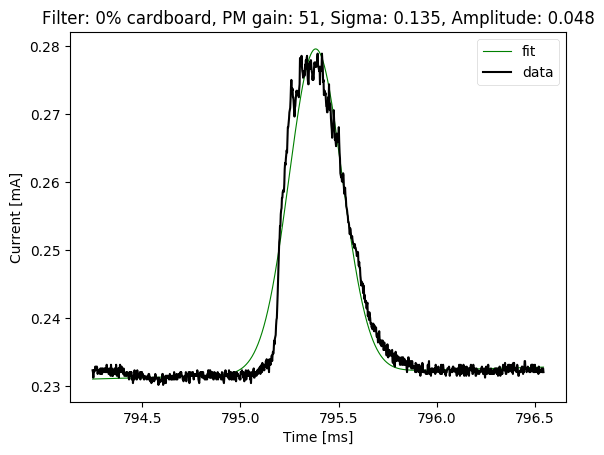 Filter: 0% cardboard, PM gain: 51, Sigma: 0.135, Amplitude: 0.048
fit
data
0.28
0.27
0.26
0.25
0.24
0.23
Current [mA]
794.5 795.0 795.5 796.0 796.5
Time [ms]